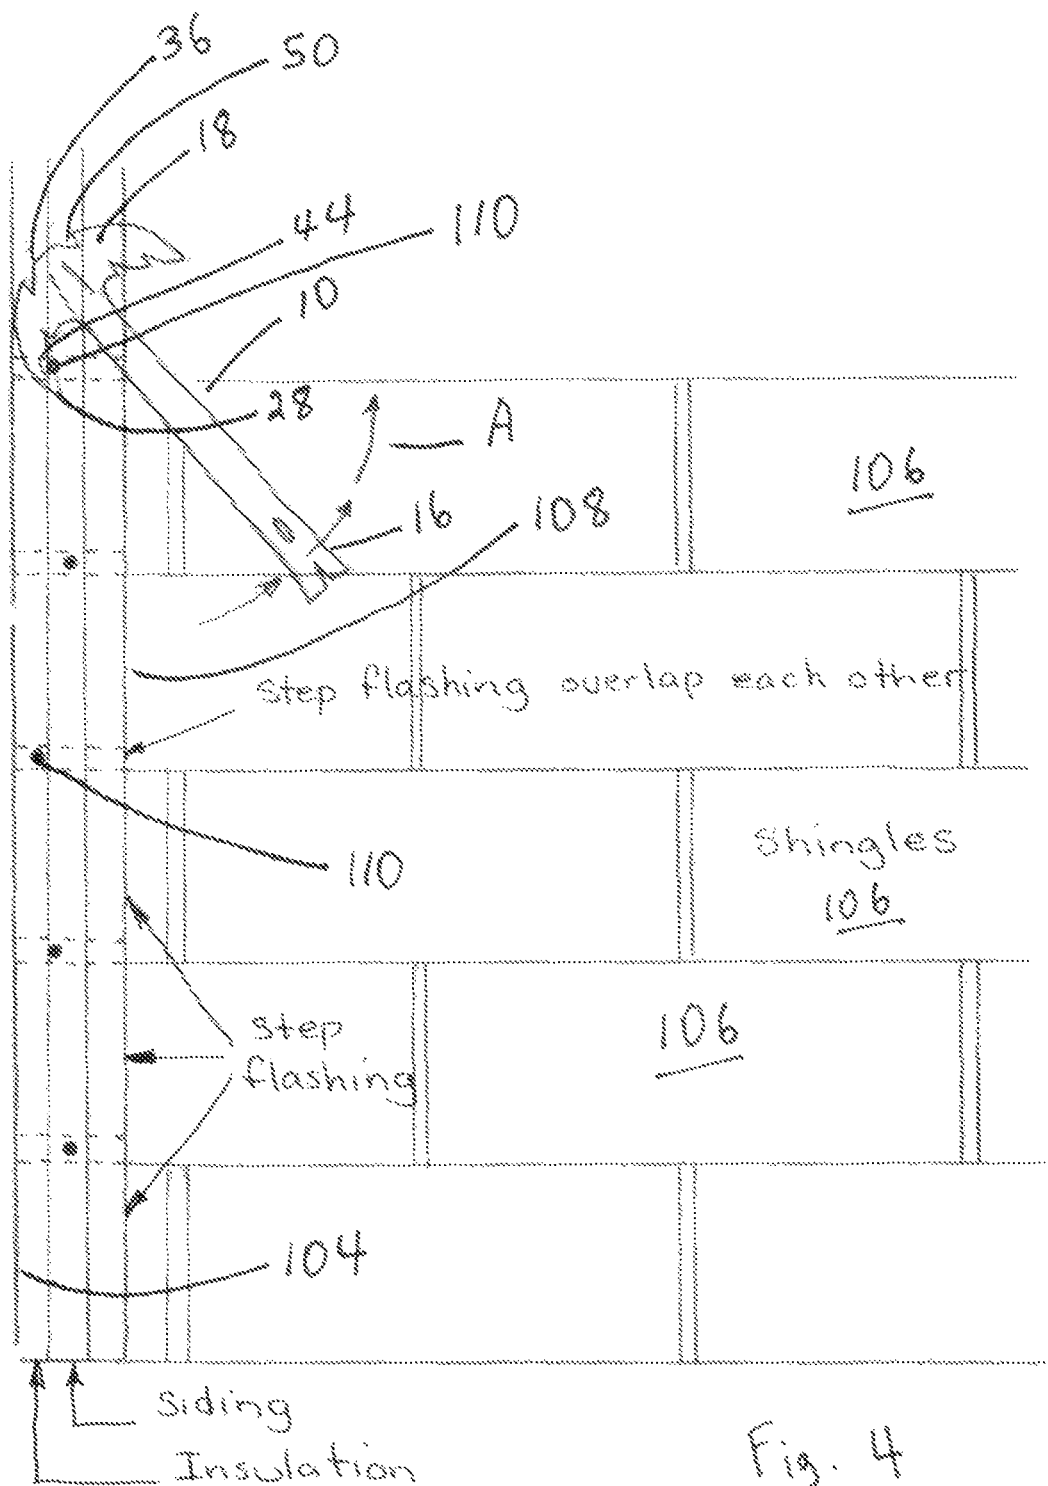 36
50
18
44
110
10
28
A
106
16
108
step flashing overlap each other
110
Shingles
106
step
flashing
106
104
Siding
Insulation
Fig. 4